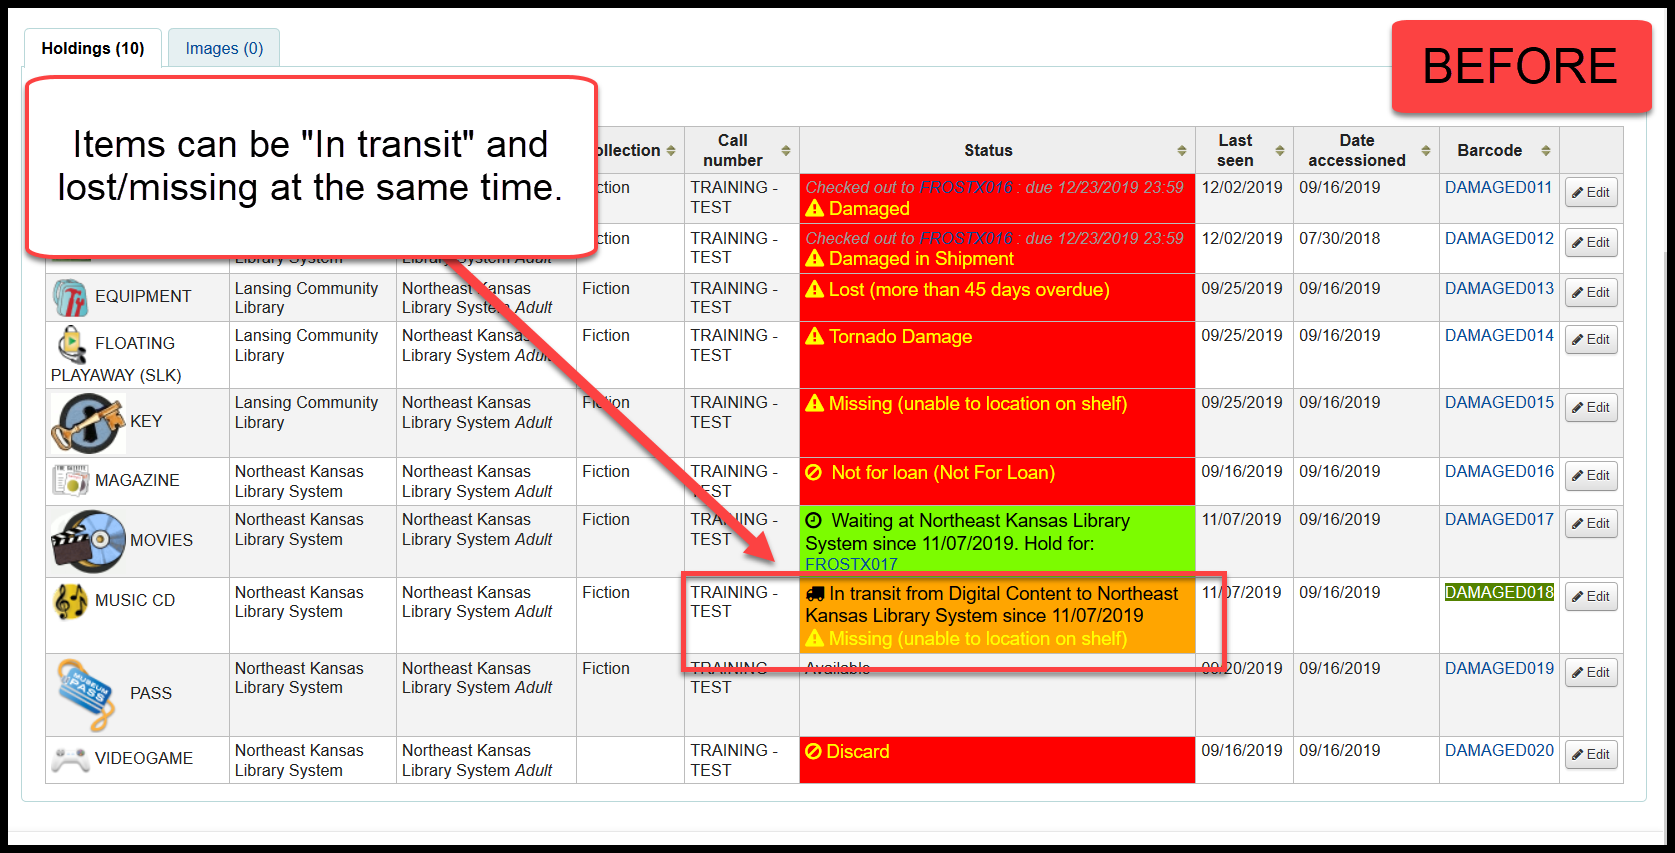 Holdings (10)
Images (0)
BEFORE
Items can be "In transit" and
lost/missing at the same time.
ollection
Call
number
Status
Last
seen
Date
accessioned
Barcode
ction
TRAINING -
TEST
Checked out to FROSTX016 : due 12/23/2019 23:59
Damaged
12/02/2019
09/16/2019
DAMAGED011
Edit
Library System
Library System Adult
ction
TRAINING -
TEST
Checked out to FROSTX016 : due 12/23/2019 23:59
Damaged in Shipment
12/02/2019
07/30/2018
DAMAGED012
Edit
EQUIPMENT
Lansing Community
Library
Northeast Kansas
Library System Adult
Fiction
TRAINING -
TEST
Lost (more than 45 days overdue)
09/25/2019
09/16/2019
DAMAGED013
Edit
FLOATING
PLAYAWAY (SLK)
Lansing Community
Library
Northeast Kansas
Library System Adult
Fiction
TRAINING -
TEST
Tornado Damage
09/25/2019
09/16/2019
DAMAGED014
Edit
KEY
Lansing Community
Library
Northeast Kansas
Library System Adult
Fiction
TRAINING -
TEST
Missing (unable to location on shelf)
09/25/2019
09/16/2019
DAMAGED015
Edit
MAGAZINE
Northeast Kansas
Library System
Northeast Kansas
Library System Adult
Fiction
TRAINING -
TEST
Not for loan (Not For Loan)
09/16/2019
09/16/2019
DAMAGED016
Edit
MOVIES
Northeast Kansas
Library System
Northeast Kansas
Library System Adult
Fiction
TRAINING -
TEST
Waiting at Northeast Kansas Library
System since 11/07/2019. Hold for:
FROSTX017
11/07/2019
09/16/2019
DAMAGED017
Edit
MUSIC CD
Northeast Kansas
Library System
Northeast Kansas
Library System Adult
Fiction
TRAINING -
TEST
In transit from Digital Content to Northeast
Kansas Library System since 11/07/2019
Missing (unable to location on shelf)
11/07/2019
09/16/2019
DAMAGED018
Edit
MUSEUM
PASS
PASS
Northeast Kansas
Library System
Northeast Kansas
Library System Adult
Fiction
TRAINING -
TEST
Available
09/20/2019
09/16/2019
DAMAGED019
Edit
VIDEOGAME
Northeast Kansas
Library System
Northeast Kansas
Library System Adult
TRAINING -
TEST
Discard
09/16/2019
09/16/2019
DAMAGED020
Edit